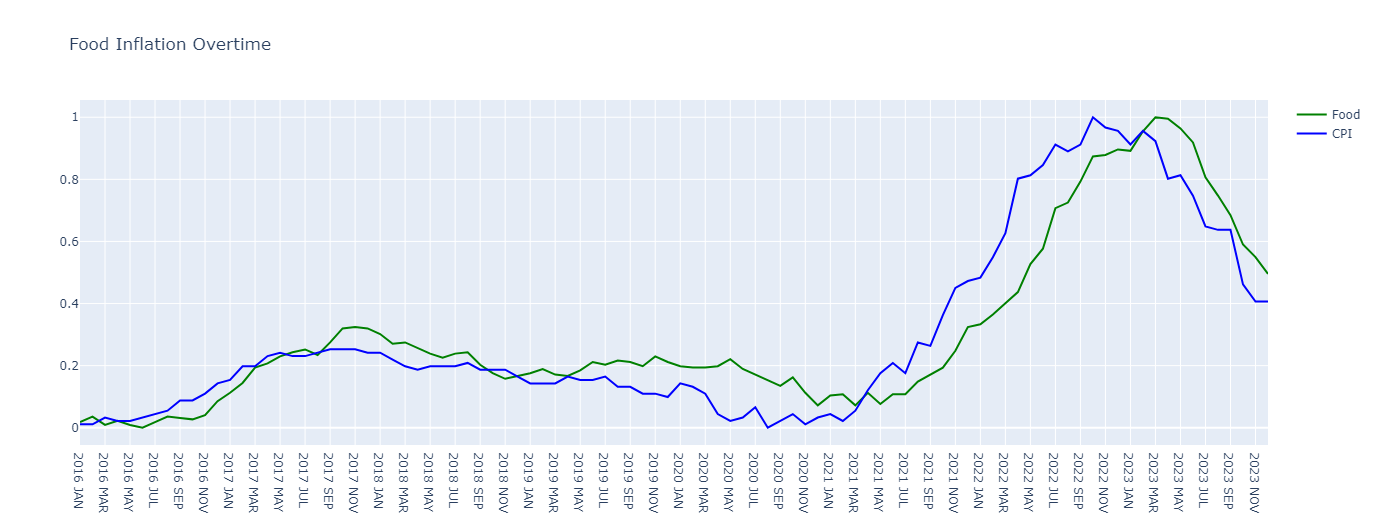 Food Inflation Overtime
Food
CPI
1
0.8
0.6
0.4
0.2
0
2016 JAN
2016 MAR
2016 MAY
2016 JUL
2016 SEP
2016 NOV
2017 JAN
2017 MAR
2017 MAY
2017 JUL
2017 SEP
2017 NOV
2018 JAN
2018 MAR
2018 MAY
2018 JUL
2018 SEP
2018 NOV
2019 JAN
2019 MAR
2019 MAY
2019 JUL
2019 SEP
2019 NOV
2020 JAN
2020 MAR
2020 MAY
2020 JUL
2020 SEP
2020 NOV
2021 JAN
2021 MAR
2021 MAY
2021 JUL
2021 SEP
2021 NOV
2022 JAN
2022 MAR
2022 MAY
2022 JUL
2022 SEP
2022 NOV
2023 JAN
2023 MAR
2023 MAY
2023 JUL
2023 SEP
2023 NOV